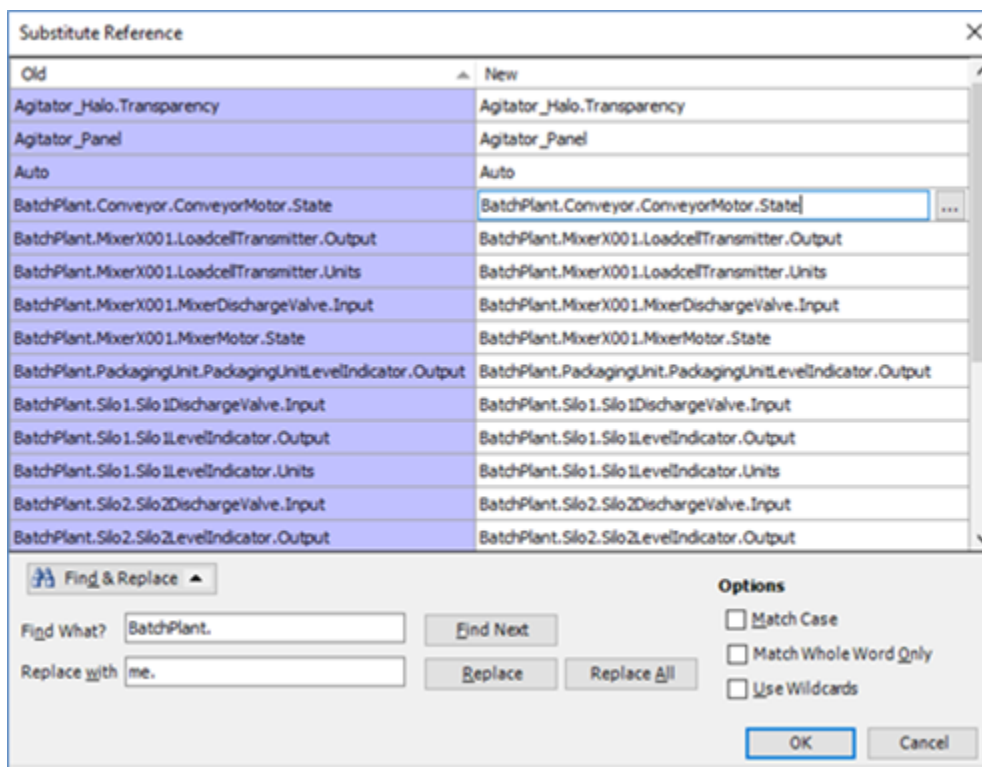 Substitute Reference
Old New
Agitator_Halo.Transparency Agitator_Halo.Transparency
Agitator_Panel Agitator_Panel
Auto Auto
BatchPlant.Conveyor.ConveyorMotor.State BatchPlant.Conveyor.ConveyorMotor.State ...
BatchPlant.MixerX001.LoadcellTransmitter.Output BatchPlant.MixerX001.LoadcellTransmitter.Output
BatchPlant.MixerX001.LoadcellTransmitter.Units BatchPlant.MixerX001.LoadcellTransmitter.Units
BatchPlant.MixerX001.MixerDischargeValve.Input BatchPlant.MixerX001.MixerDischargeValve.Input
BatchPlant.MixerX001.MixerMotor.State BatchPlant.MixerX001.MixerMotor.State
BatchPlant.PackagingUnit.PackagingUnitLevelIndicator.Output BatchPlant.PackagingUnit.PackagingUnitLevelIndicator.Output
BatchPlant.Silo1.Silo1DischargeValve.Input BatchPlant.Silo1.Silo1DischargeValve.Input
BatchPlant.Silo1.Silo1LevelIndicator.Output BatchPlant.Silo1.Silo1LevelIndicator.Output
BatchPlant.Silo1.Silo1LevelIndicator.Units BatchPlant.Silo1.Silo1LevelIndicator.Units
BatchPlant.Silo2.Silo2DischargeValve.Input BatchPlant.Silo2.Silo2DischargeValve.Input
BatchPlant.Silo2.Silo2LevelIndicator.Output BatchPlant.Silo2.Silo2LevelIndicator.Output
Find & Replace
Options
Find What? BatchPlant. Find Next Match Case
Replace with me. Replace Replace All Match Whole Word Only
Use Wildcards
OK Cancel